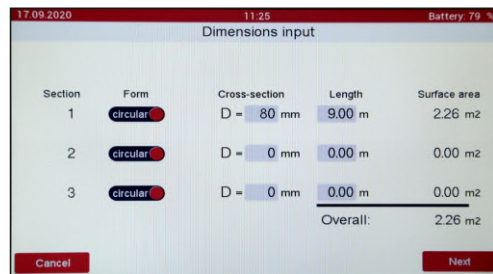 17.09.2020 11:25 Battery: 79 %
Dimensions input
Section Form Cross-section Length Surface area
1 circular D = 80 mm 9.00 m 2.26 m2
2 circular D = 0 mm 0.00 m 0.00 m2
3 circular D = 0 mm 0.00 m 0.00 m2
Overall: 2.26 m2
Cancel Next